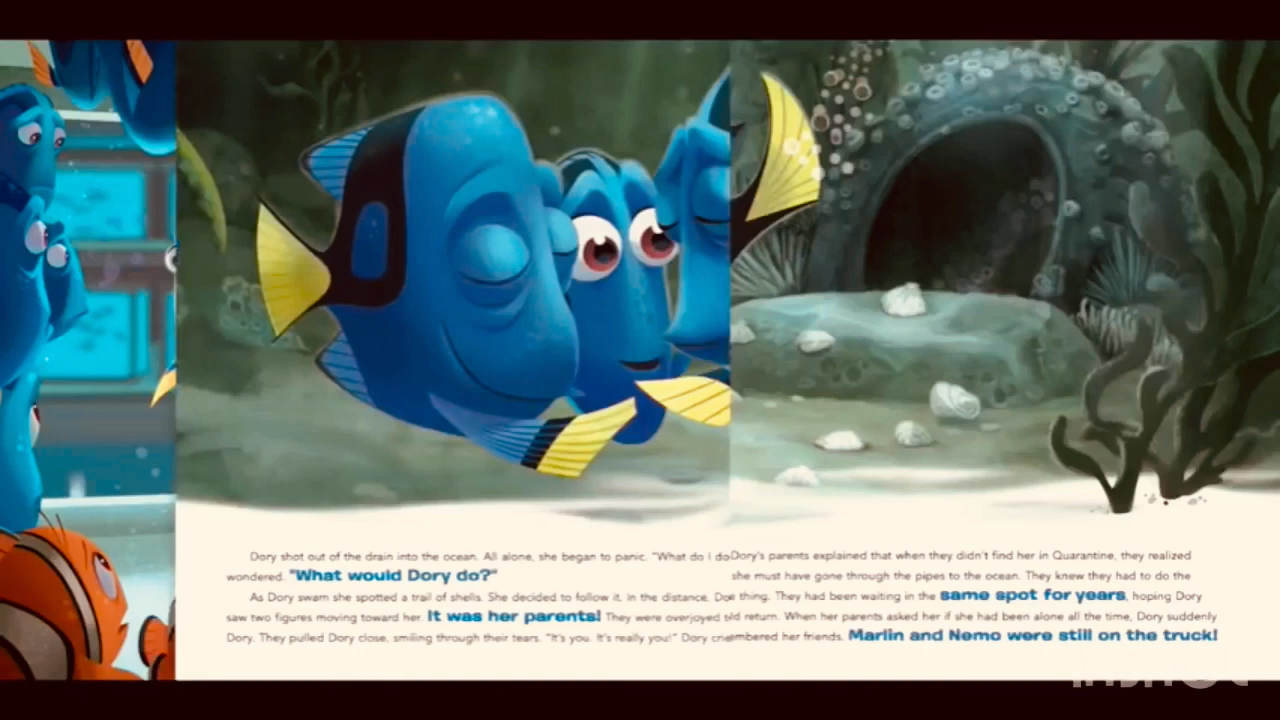 Dory shot out of the drain into the ocean. All alone, she began to panic. "What do I do
wondered. "What would Dory do?"
As Dory swam she spotted a trail of shells. She decided to follow it. In the distance, Do
saw two figures moving toward her. It was her parents! They were overjoyed t
Dory. They pulled Dory close, smiling through their tears. "It's you. It's really you!" Dory cri
Dory's parents explained that when they didn't find her in Quarantine, they realized
she must have gone through the pipes to the ocean. They knew they had to do the
e thing. They had been waiting in the same spot for years, hoping Dory
ld return. When her parents asked her if she had been alone all the time, Dory suddenly
embered her friends. Marlin and Nemo were still on the truck!